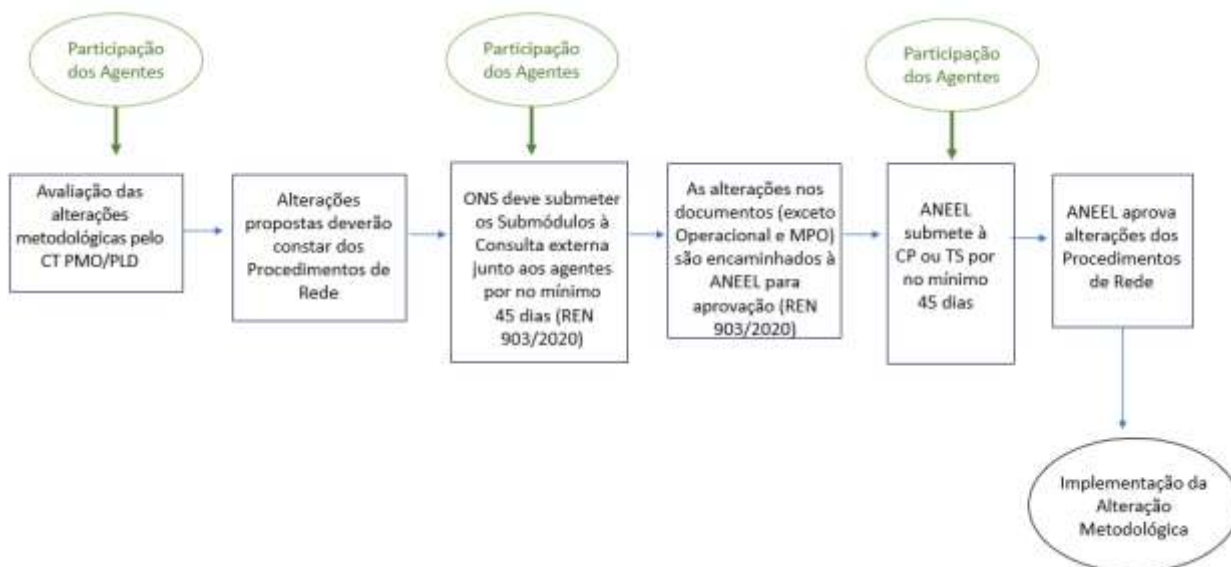 Participação
dos Agentes
Participação
dos Agentes
Participação
dos Agentes
Avaliação das
alterações
metodológicas pelo
CT PMO/PLD
Alterações
propostas deverão
constar dos
Procedimentos de
Rede
ONS deve submeter
os Submódulos à
Consulta externa
junto aos agentes
por no mínimo
45 dias (REN
903/2020)
As alterações nos
documentos (exceto
Operacional e MPO)
são encaminhados à
ANEEL para
aprovação (REN
903/2020)
ANEEL
submete à
CP ou TS por
no mínimo
45 dias
ANEEL aprova
alterações dos
Procedimentos
de Rede
Implementação da
Alteração
Metodológica